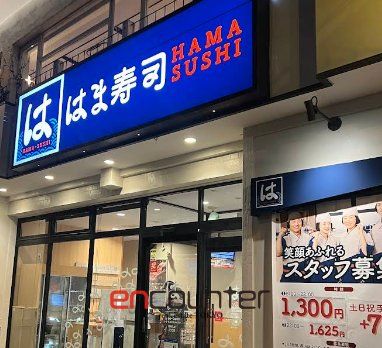 は
HAMA-SUSHI
はま寿司
HAMA
SUSHI
は
笑顔あふれる
スタッフ募
1,300円
土日祝
+7
1,625円
encounter